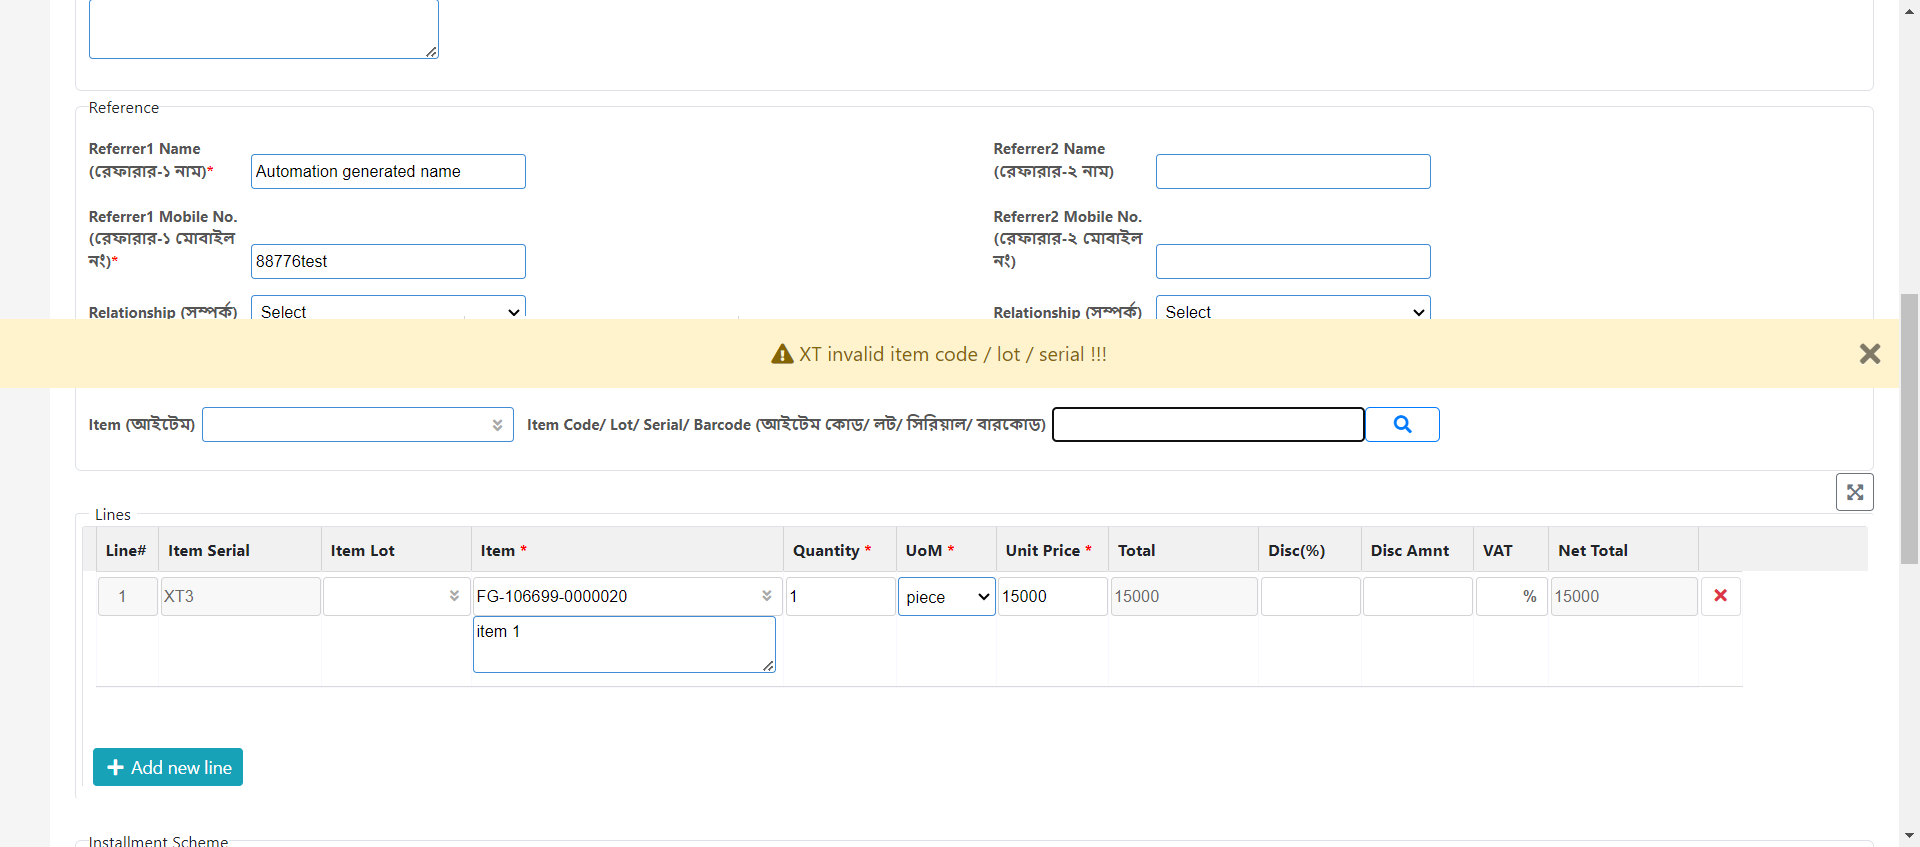 Reference
Referrer1 Name
(রেফারার-১ নাম)*
Automation generated name
Referrer2 Name
(রেফারার-২ নাম)
Referrer1 Mobile No.
(রেফারার-১ মোবাইল
নং)*
88776test
Referrer2 Mobile No.
(রেফারার-২ মোবাইল
নং)
Relationship (সম্পর্ক)
Select
Relationship (সম্পর্ক)
Select
XT invalid item code / lot / serial !!!
Item (আইটেম)
Item Code/ Lot/ Serial/ Barcode (আইটেম কোড/ লট/ সিরিয়াল/ বারকোড)
Lines
Line# Item Serial Item Lot Item * Quantity * UoM * Unit Price * Total Disc(%) Disc Amnt VAT Net Total
1 XT3 FG-106699-0000020 1 piece 15000 15000 % 15000
item 1
Add new line
Installment Scheme